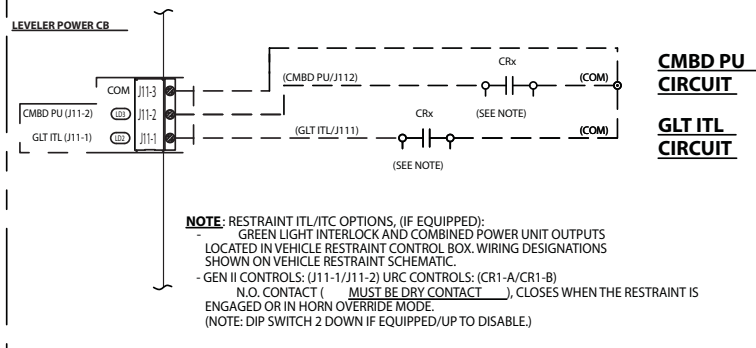 LEVELER POWER CB
COM J11-3
CMBD PU (J11-2) LD3 J11-2
GLT ITL (J11-1) LD2 J11-1
CRx
(CMBD PU/J112)
(COM)
(SEE NOTE)
CRx
(GLT ITL/J111)
(COM)
(SEE NOTE)
CMBD PU
CIRCUIT
GLT ITL
CIRCUIT
NOTE: RESTRAINT ITL/ITC OPTIONS, (IF EQUIPPED):
- GREEN LIGHT INTERLOCK AND COMBINED POWER UNIT OUTPUTS
LOCATED IN VEHICLE RESTRAINT CONTROL BOX. WIRING DESIGNATIONS
SHOWN ON VEHICLE RESTRAINT SCHEMATIC.
- GEN II CONTROLS: (J11-1/J11-2) URC CONTROLS: (CR1-A/CR1-B)
N.O. CONTACT ( MUST BE DRY CONTACT ), CLOSES WHEN THE RESTRAINT IS
ENGAGED OR IN HORN OVERRIDE MODE.
(NOTE: DIP SWITCH 2 DOWN IF EQUIPPED/UP TO DISABLE.)